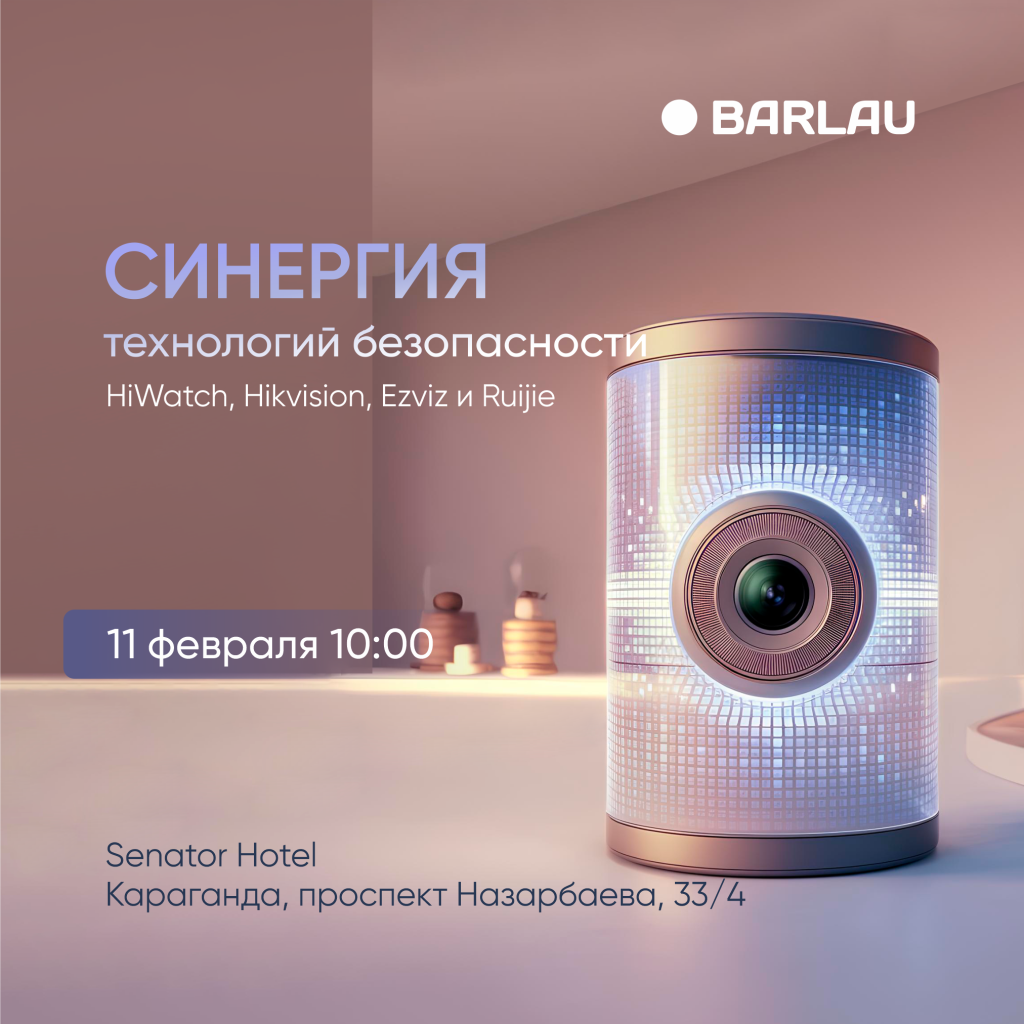 BARLAU
СИНЕРГИЯ
технологий безопасности
HiWatch, Hikvision, Ezviz и Ruijie
11 февраля 10:00
Senator Hotel
Караганда, проспект Назарбаева, 33/4